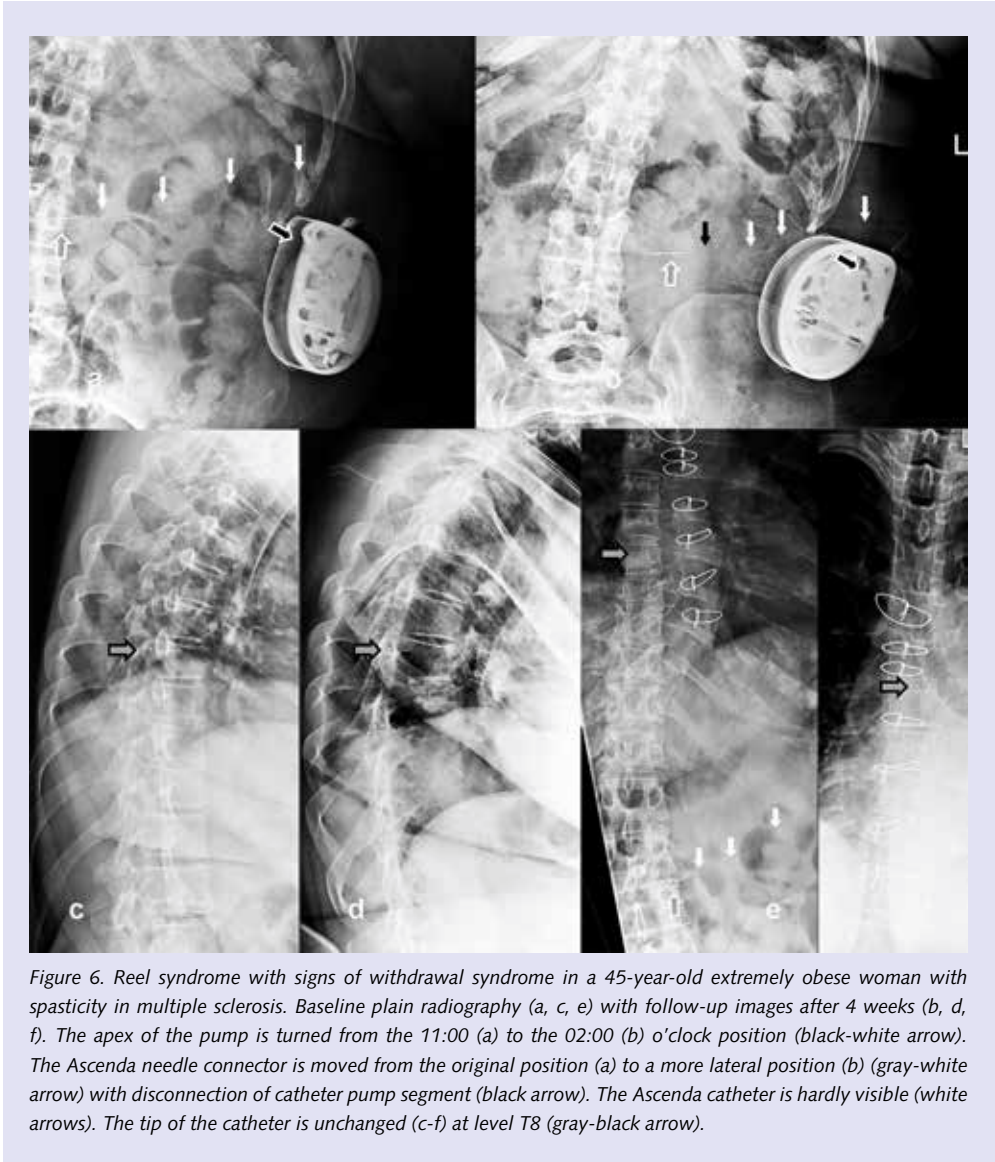 L
c
d
e
Figure 6. Reel syndrome with signs of withdrawal syndrome in a 45-year-old extremely obese woman with
spasticity in multiple sclerosis. Baseline plain radiography (a, c, e) with follow-up images after 4 weeks (b, d,
f). The apex of the pump is turned from the 11:00 (a) to the 02:00 (b) o’clock position (black-white arrow).
The Ascenda needle connector is moved from the original position (a) to a more lateral position (b) (gray-white
arrow) with disconnection of catheter pump segment (black arrow). The Ascenda catheter is hardly visible (white
arrows). The tip of the catheter is unchanged (c-f) at level T8 (gray-black arrow).